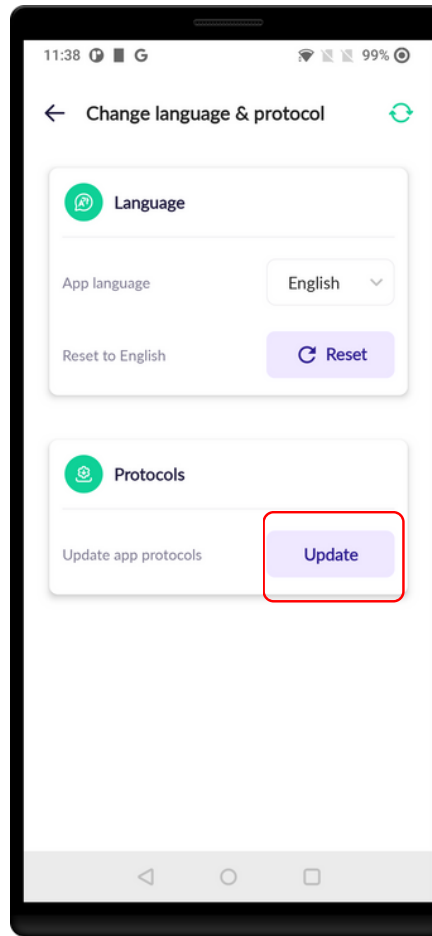 11:38 G 99%
Change language & protocol
Language
App language English
Reset to English Reset
Protocols
Update app protocols Update